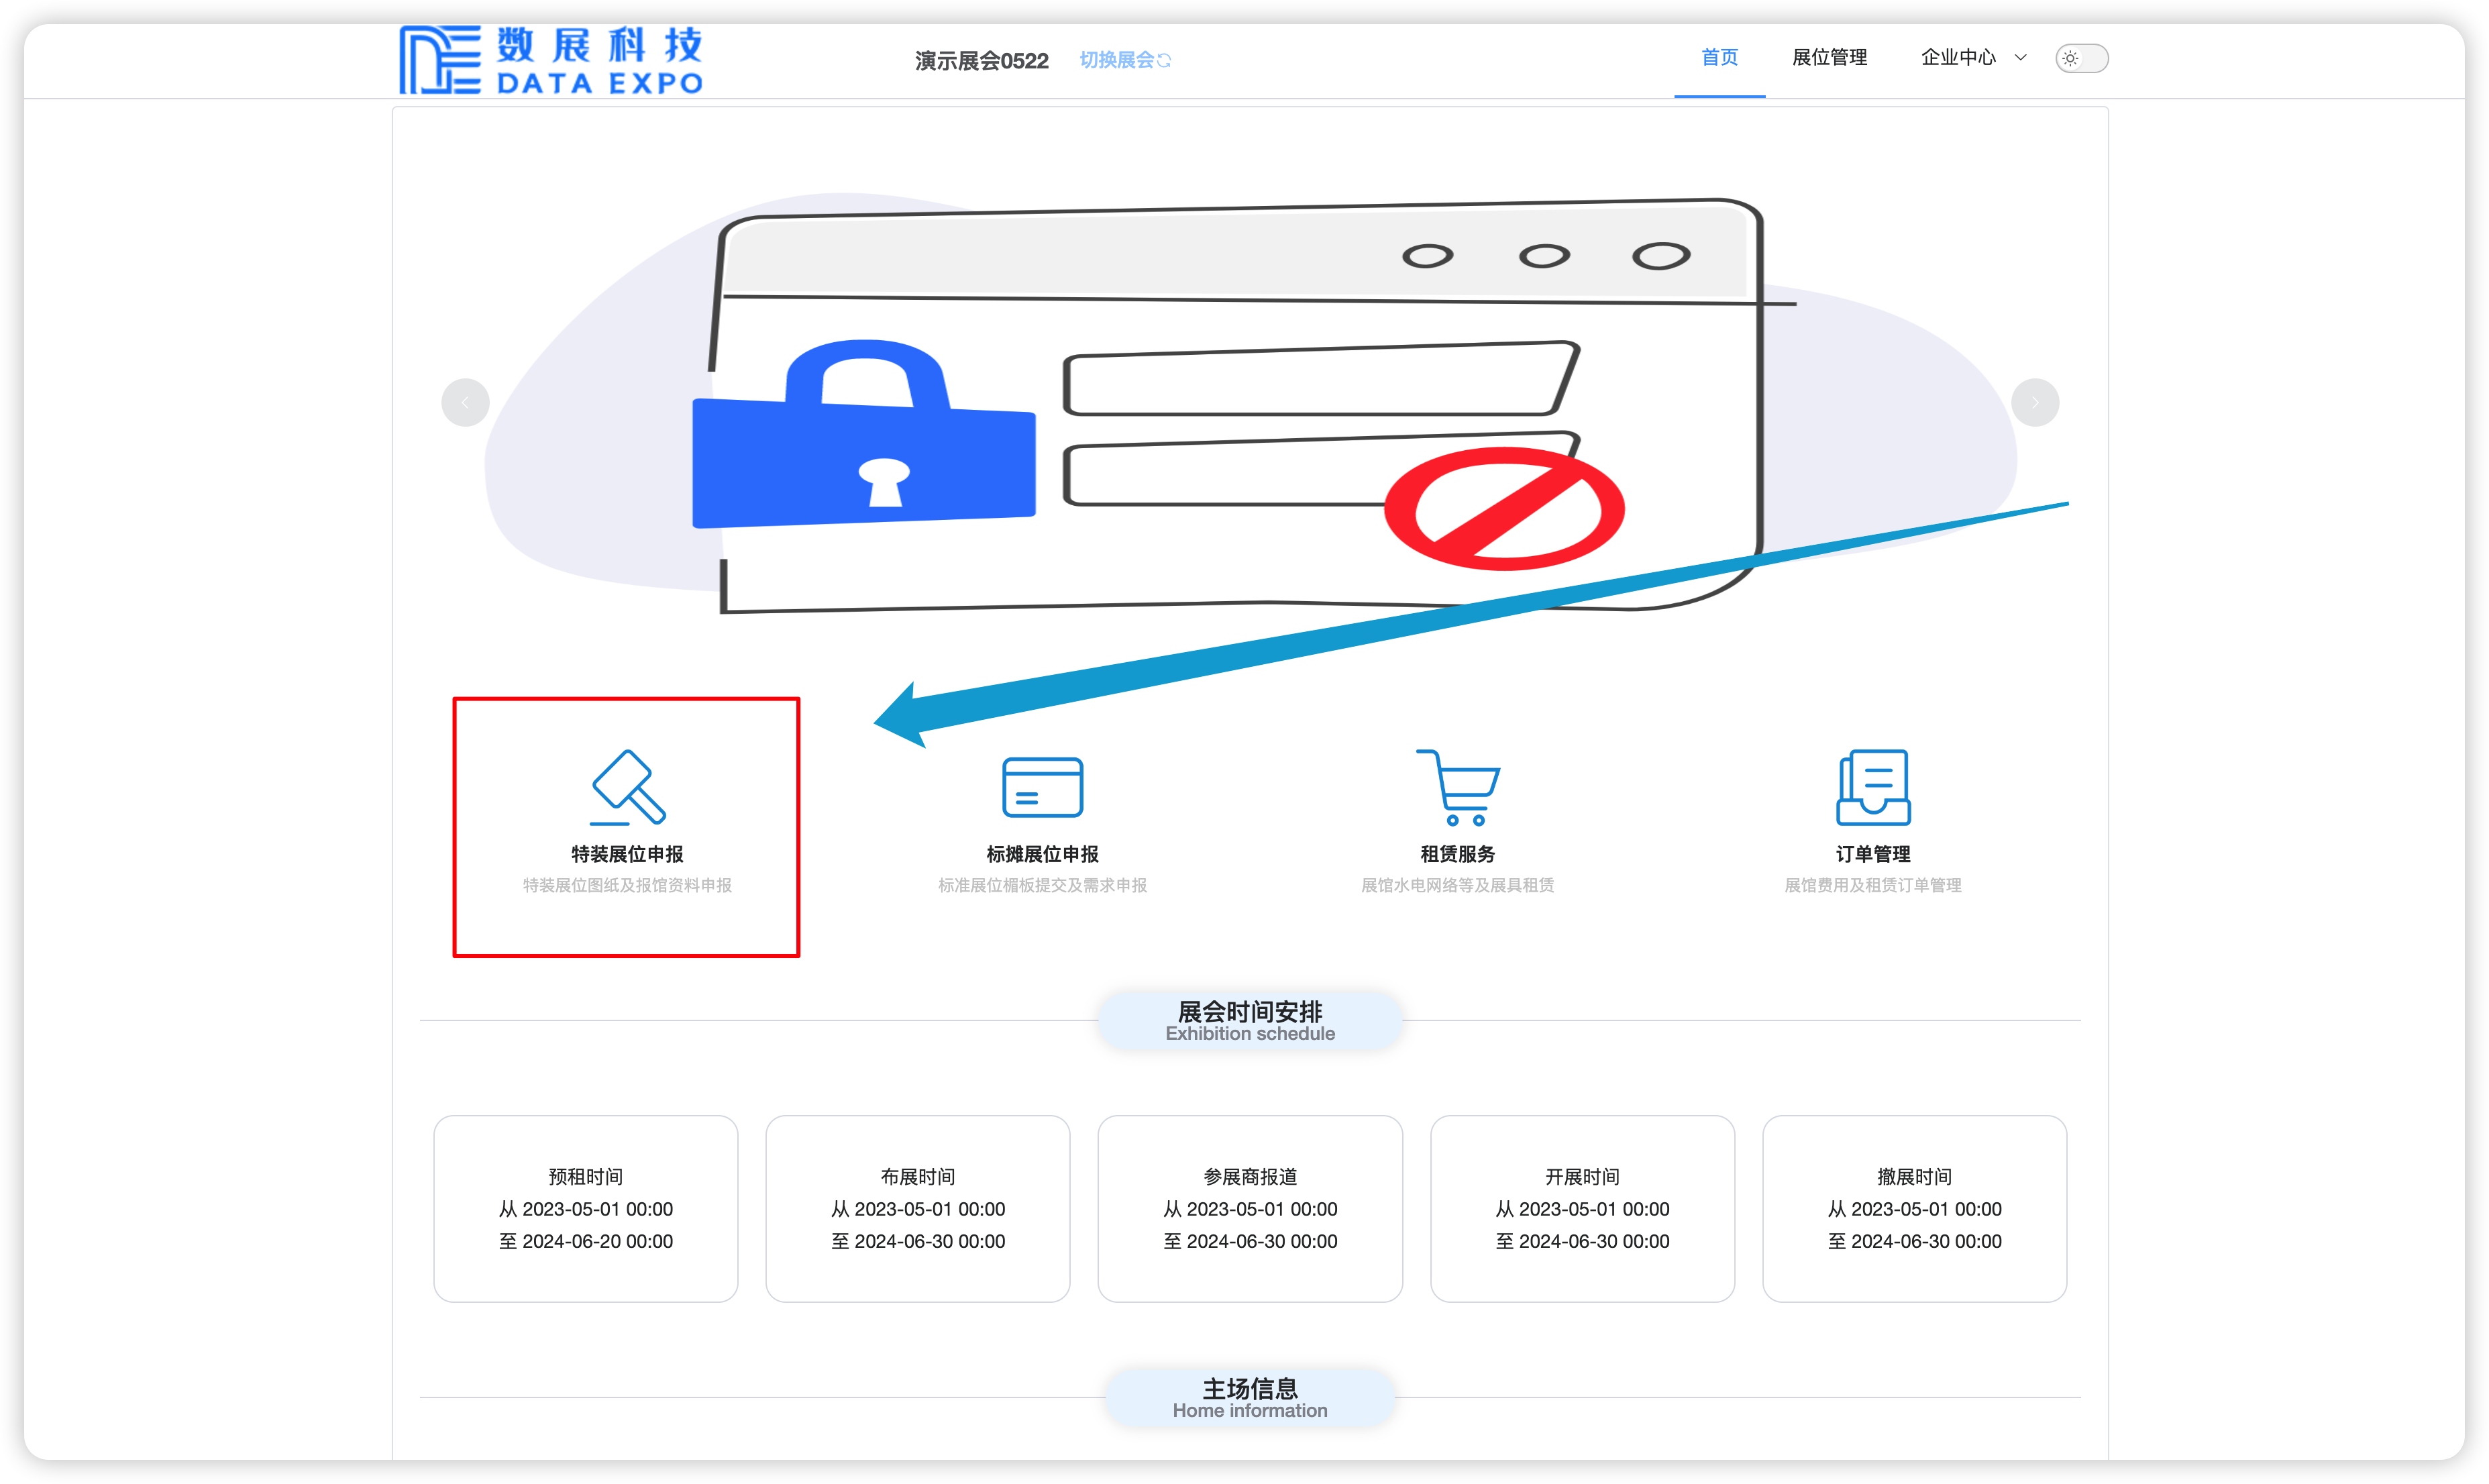 数展科技
DATA EXPO
演示展会0522
切换展会
首页
展位管理
企业中心
特装展位申报
特装展位图纸及报馆资料申报
标摊展位申报
标准展位楣板提交及需求申报
租赁服务
展馆水电网络等及展具租赁
订单管理
展馆费用及租赁订单管理
展会时间安排
Exhibition schedule
预租时间
从 2023-05-01 00:00
至 2024-06-20 00:00
布展时间
从 2023-05-01 00:00
至 2024-06-30 00:00
参展商报道
从 2023-05-01 00:00
至 2024-06-30 00:00
开展时间
从 2023-05-01 00:00
至 2024-06-30 00:00
撤展时间
从 2023-05-01 00:00
至 2024-06-30 00:00
主场信息
Home information